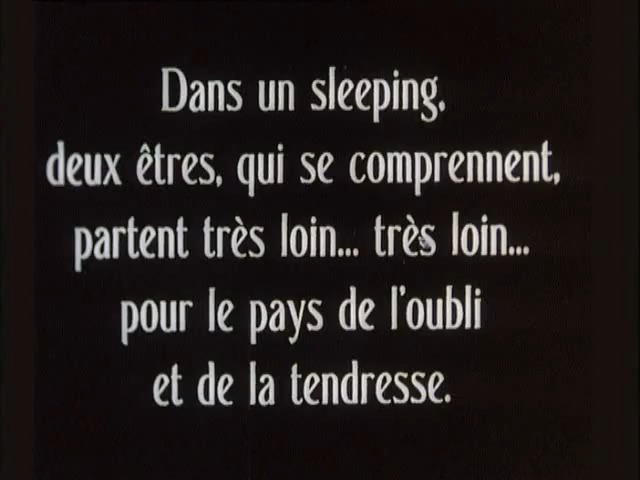 Dans un sleeping,
deux êtres, qui se comprennent,
partent très loin... très loin...
pour le pays de l'oubli
et de la tendresse.